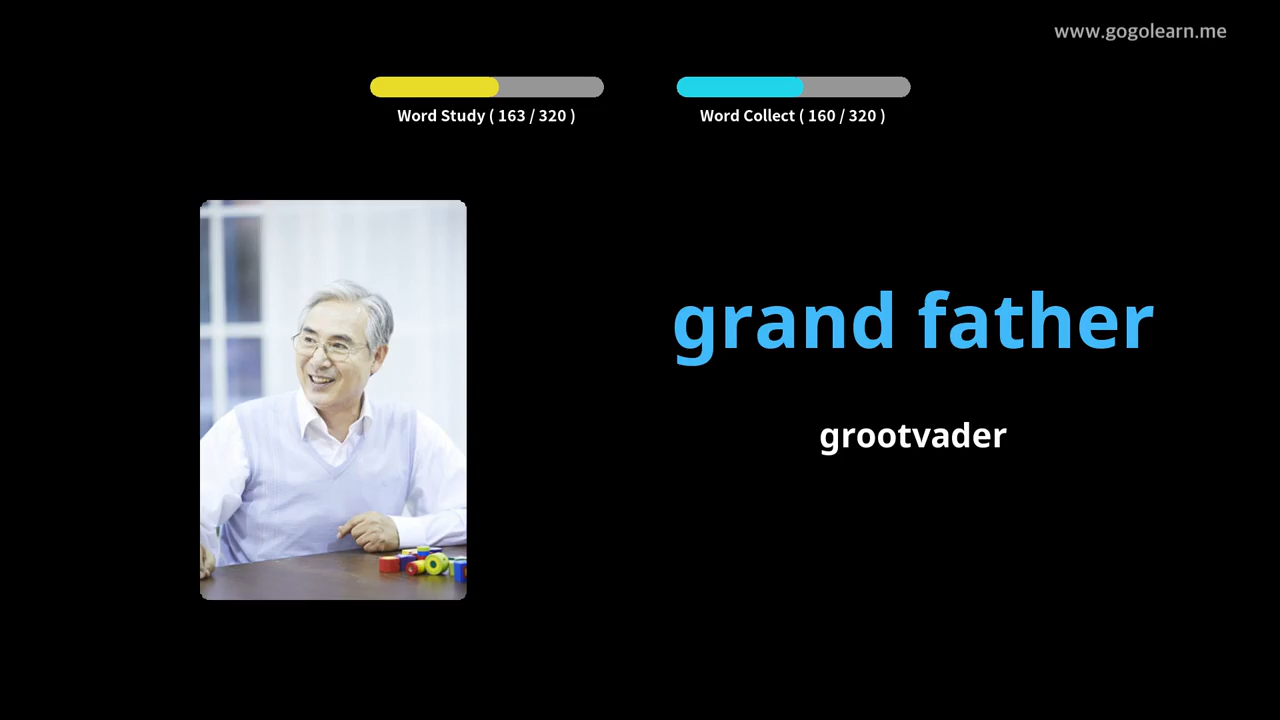 www.gogolearn.me
Word Study ( 163 / 320 )
Word Collect ( 160 / 320 )
grand father
grootvader